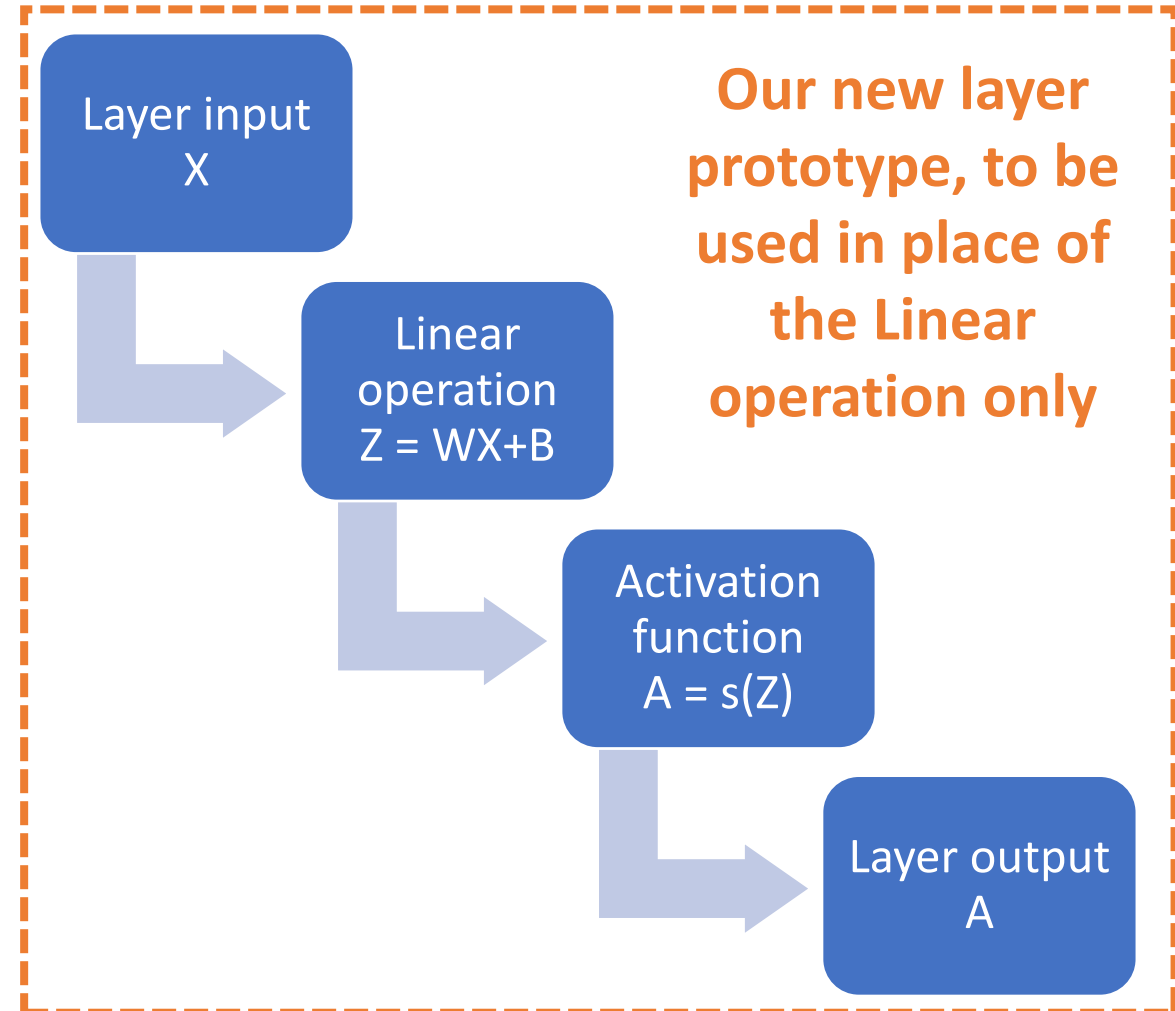 Layer input
X
Our new layer
prototype, to be
used in place of
the Linear
operation only
Linear
operation
Z = WX+B
Activation
function
A = s(Z)
Layer output
A